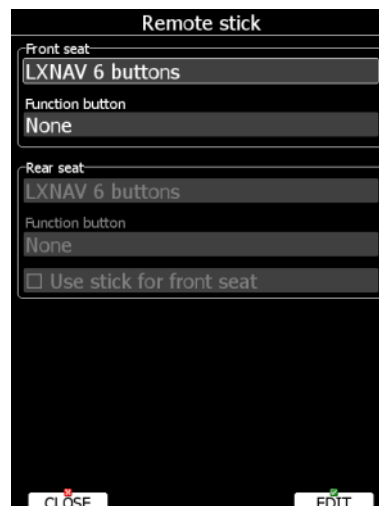 Remote stick
Front seat
LXNAV 6 buttons
Function button
None
Rear seat
LXNAV 6 buttons
Function button
None
Use stick for front seat
CLOSE
EDIT